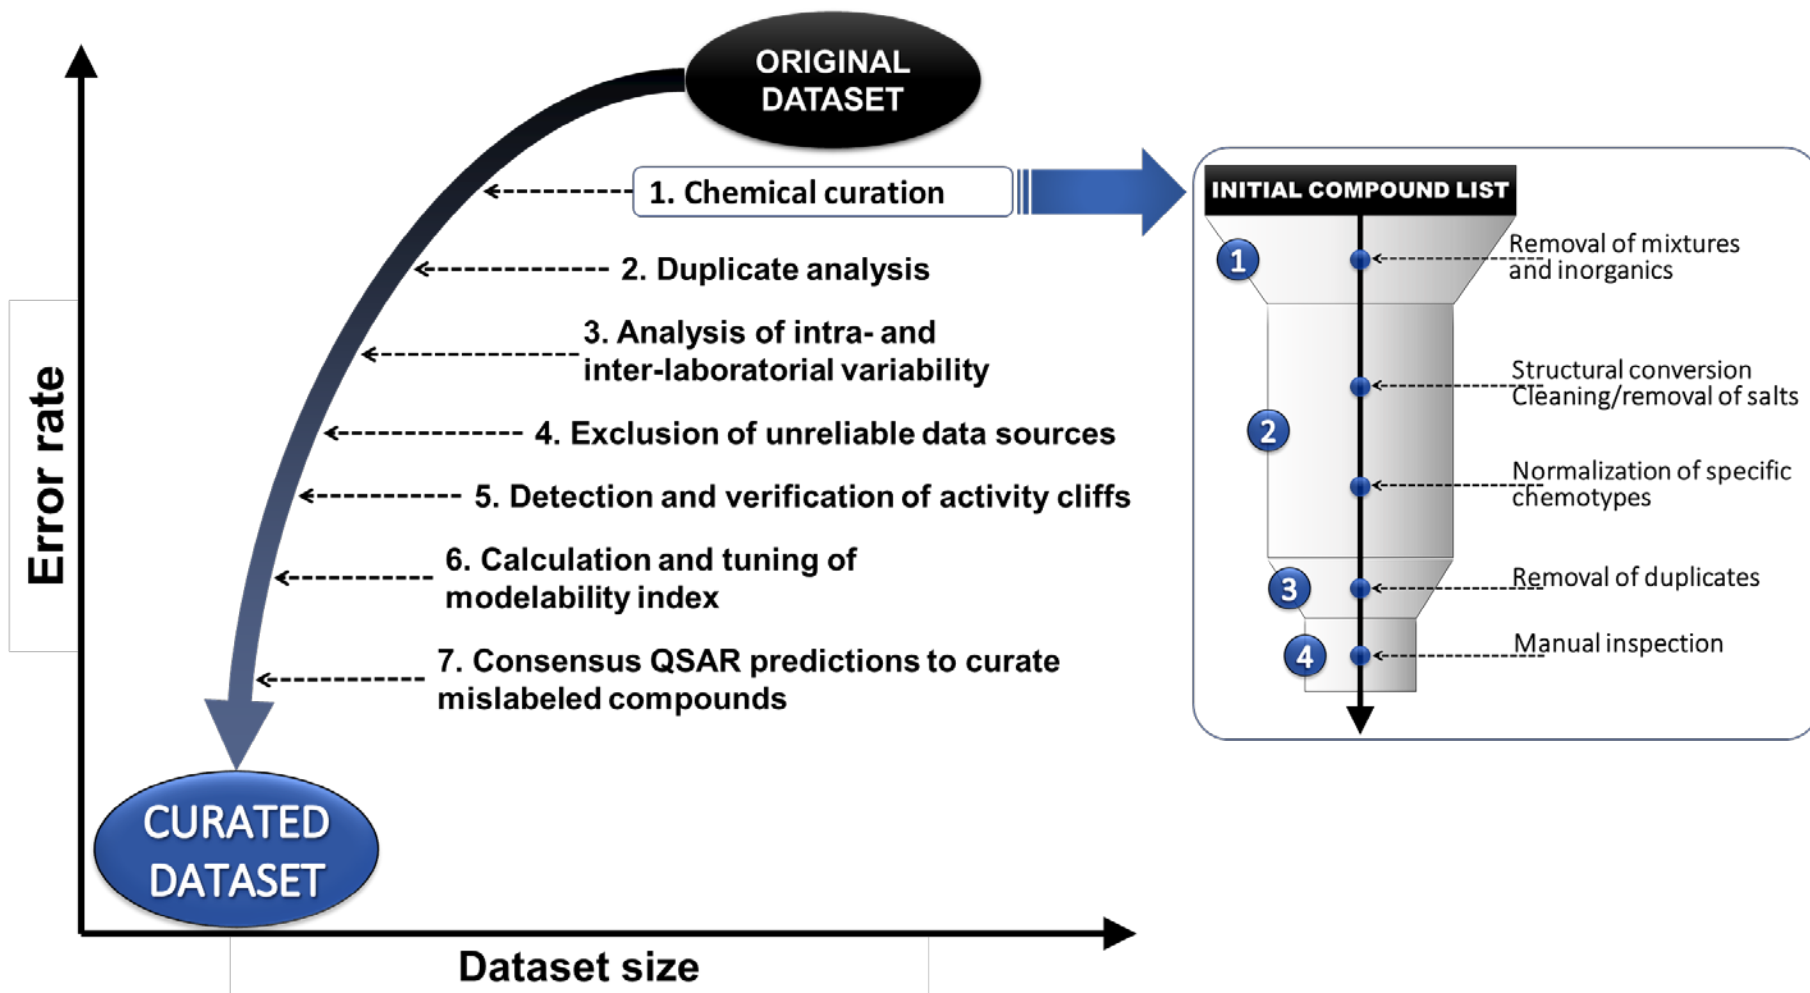 ORIGINAL
DATASET
1. Chemical curation
2. Duplicate analysis
3. Analysis of intra- and
inter-laboratorial variability
4. Exclusion of unreliable data sources
5. Detection and verification of activity cliffs
6. Calculation and tuning of
modelability index
7. Consensus QSAR predictions to curate
mislabeled compounds
CURATED
DATASET
Error rate
Dataset size
INITIAL COMPOUND LIST
1
Removal of mixtures
and inorganics
2
Structural conversion
Cleaning/removal of salts
Normalization of specific
chemotypes
3
Removal of duplicates
4
Manual inspection